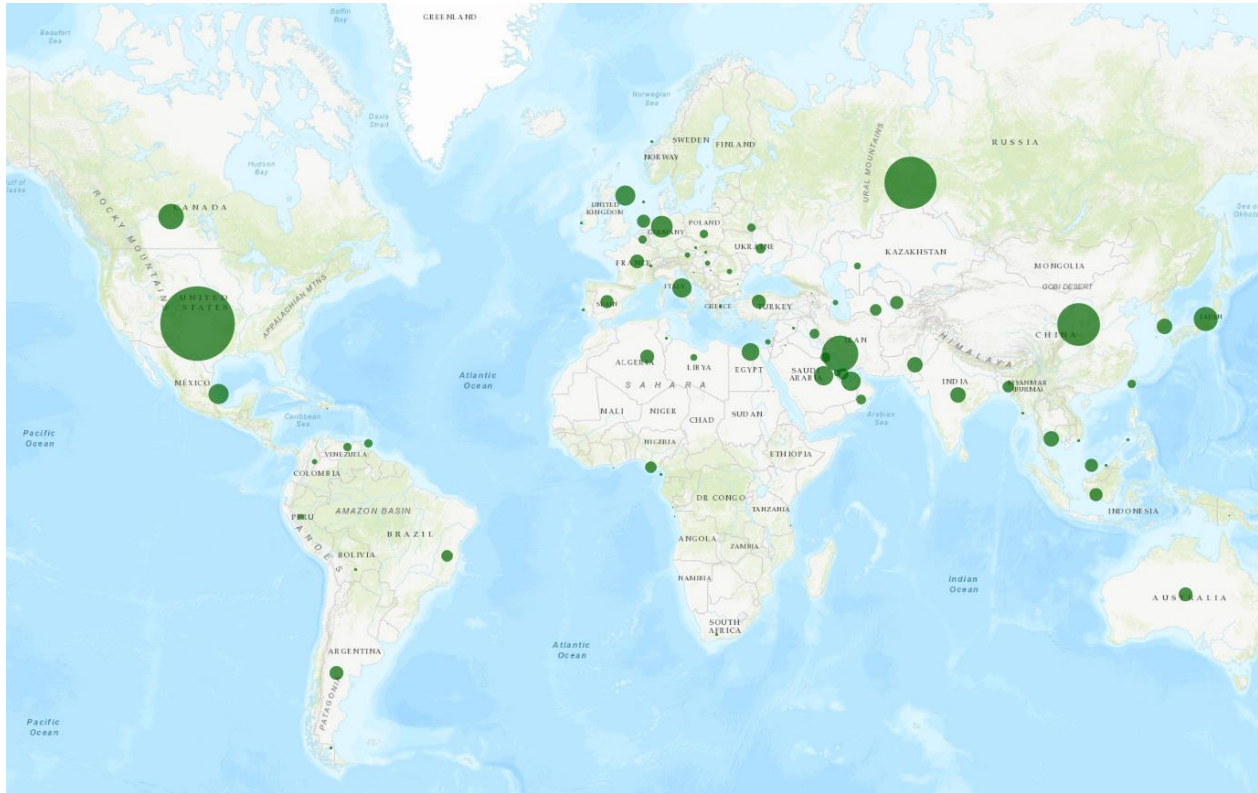 GREENLAND
Baffin
Bay
Beaufort
Sea
Davis
Strait
Norwegian
Sea
SWEDEN
FINLAND
NORWAY
RUSSIA
URAL MOUNTAINS
Hudson
Bay
CANADA
ROCKY MOUNTAINS
UNITED
KINGDOM
POLAND
GERMANY
UKRAINE
KAZAKHSTAN
MONGOLIA
GOBI DESERT
FRANCE
ITALY
SPAIN
GREECE
TURKEY
UNITED
STATES
APPALACHIAN MTNS
CHINA
JAPAN
HIMALAYA
IRAN
ALGERIA
LIBYA
EGYPT
SAUDI
ARABIA
SAHARA
Atlantic
Ocean
MÉXICO
INDIA
MYANMAR
(BURMA)
Caribbean
Sea
Arabian
Sea
MALI
NIGER
CHAD
SUDAN
Pacific
Ocean
NIGERIA
ETHIOPIA
VENEZUELA
COLOMBIA
DR CONGO
TANZANIA
INDONESIA
PERU
AMAZON BASIN
BRAZIL
ANDES
BOLIVIA
ANGOLA
ZAMBIA
NAMIBIA
Indian
Ocean
AUSTRALIA
SOUTH
AFRICA
Atlantic
Ocean
ARGENTINA
PATAGONIA
Pacific
Ocean